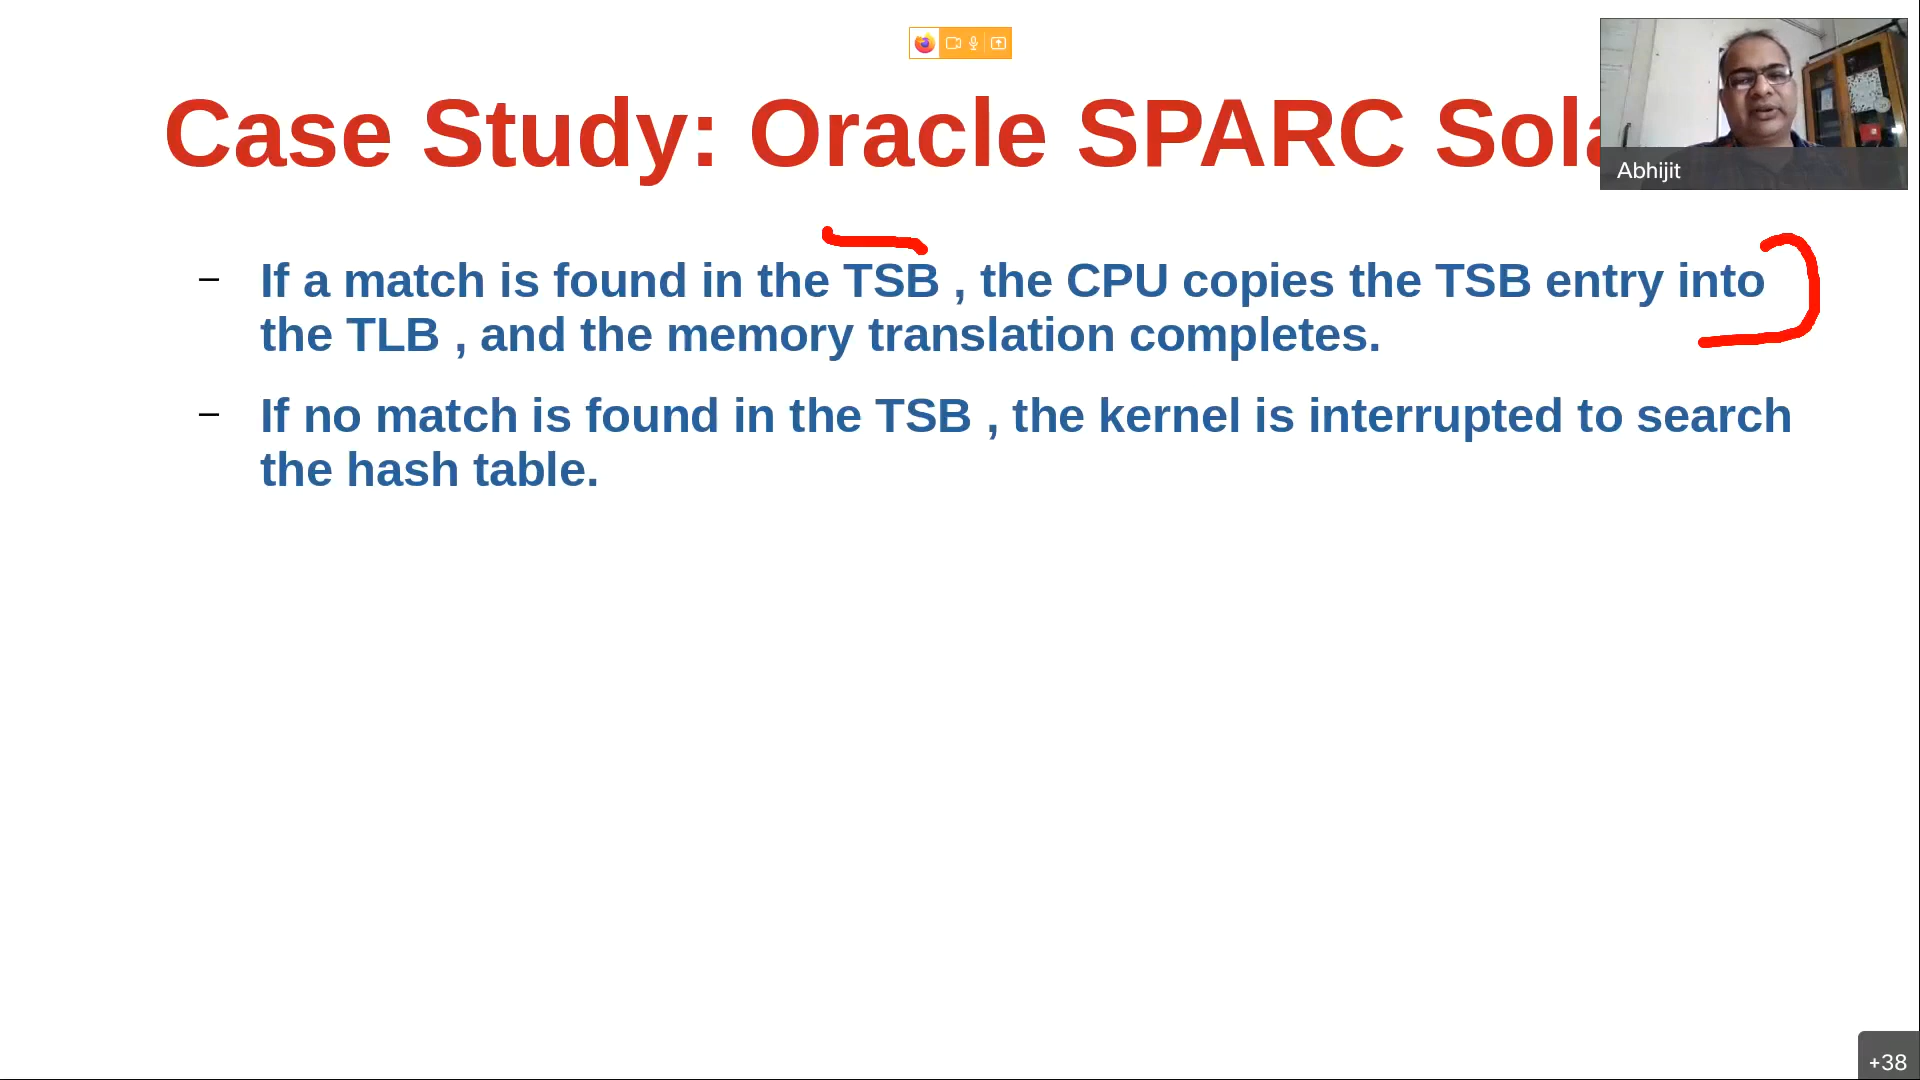 Case Study: Oracle SPARC Sola
Abhijit
– If a match is found in the TSB , the CPU copies the TSB entry into
the TLB , and the memory translation completes.
– If no match is found in the TSB , the kernel is interrupted to search
the hash table.
+38